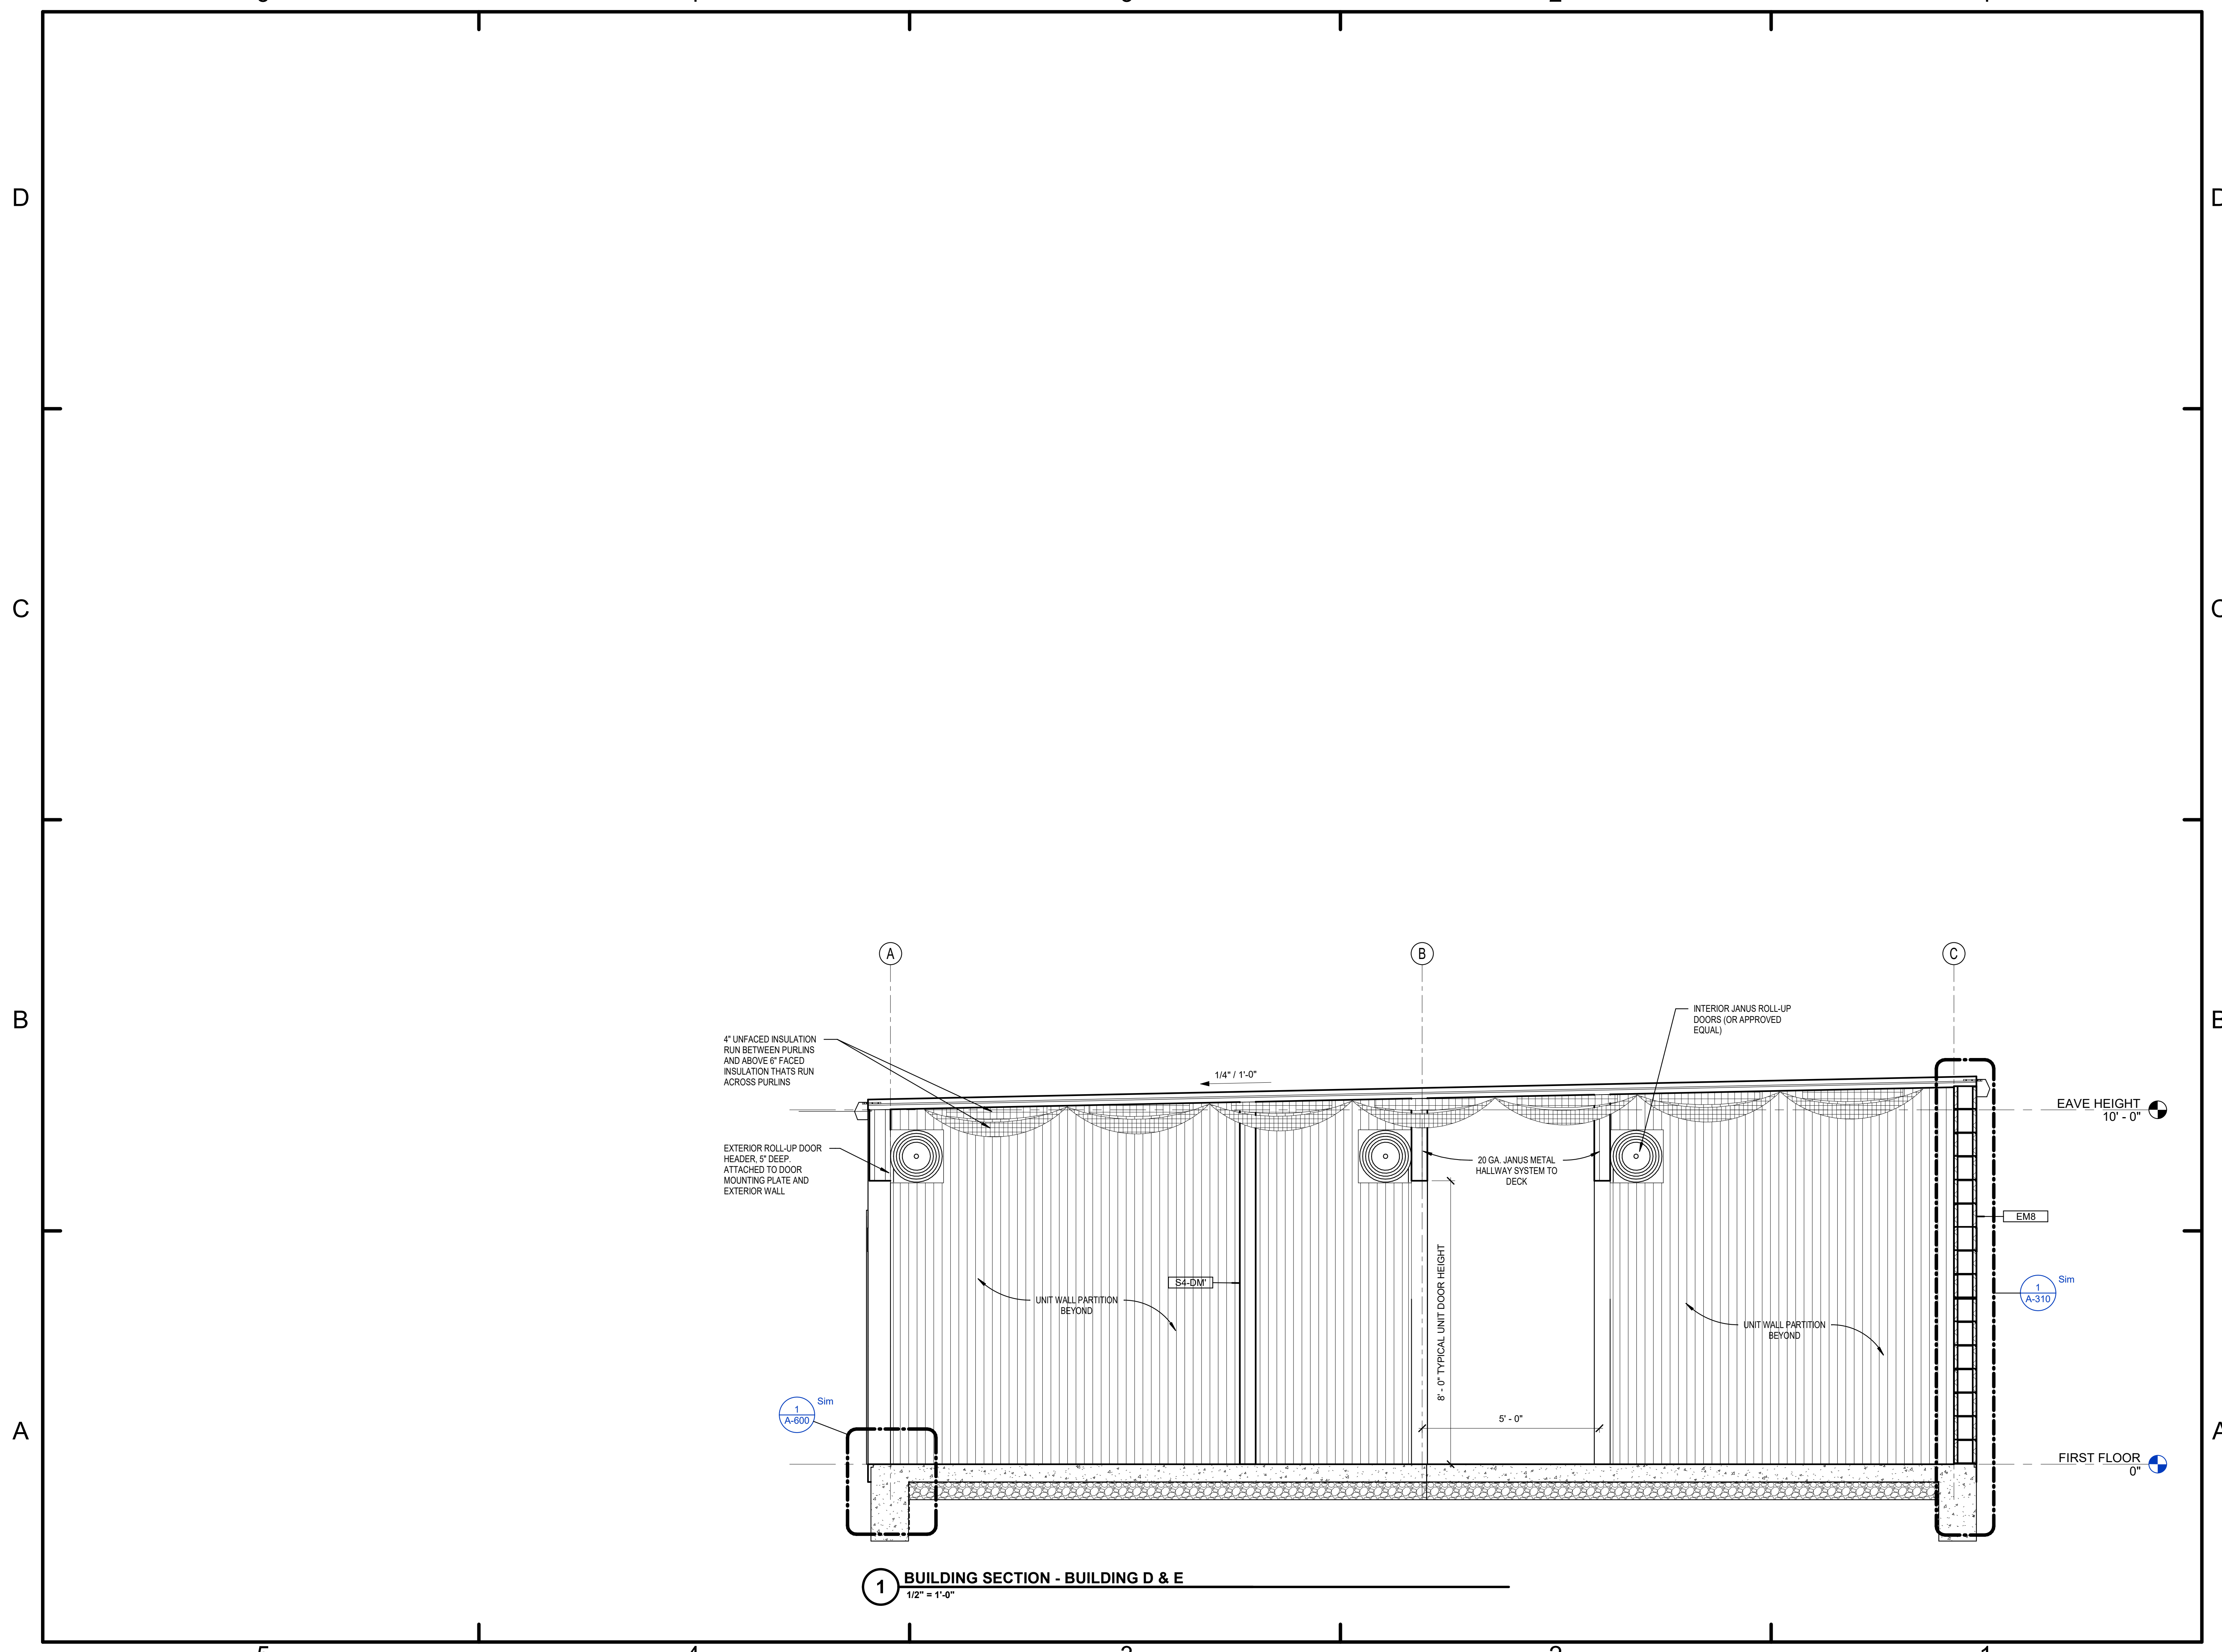 D
D
C
C
A
B
C
INTERIOR JANUS ROLL-UP
DOORS (OR APPROVED
EQUAL)
B
B
4" UNFACED INSULATION
RUN BETWEEN PURLINS
AND ABOVE 6" FACED
INSULATION THATS RUN
ACROSS PURLINS
1/4" / 1'-0"
EAVE HEIGHT
10' - 0"
EXTERIOR ROLL-UP DOOR
HEADER, 5" DEEP.
ATTACHED TO DOOR
MOUNTING PLATE AND
EXTERIOR WALL
20 GA. JANUS METAL
HALLWAY SYSTEM TO
DECK
EM8
S4-DM'
UNIT WALL PARTITION
BEYOND
8' - 0" TYPICAL UNIT DOOR HEIGHT
UNIT WALL PARTITION
BEYOND
1
A-310
Sim
1
A-600
Sim
5' - 0"
A
A
FIRST FLOOR
0"
1
BUILDING SECTION - BUILDING D & E
1/2" = 1'-0"